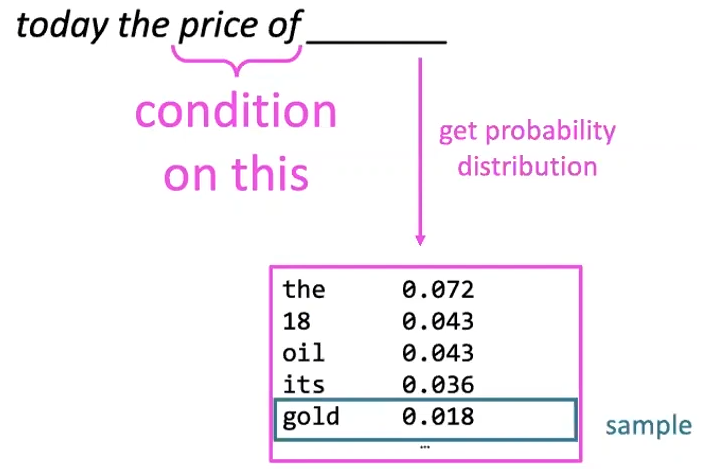 today the price of ________
condition
on this
get probability
distribution
the 0.072
18 0.043
oil 0.043
its 0.036
gold 0.018
sample
...